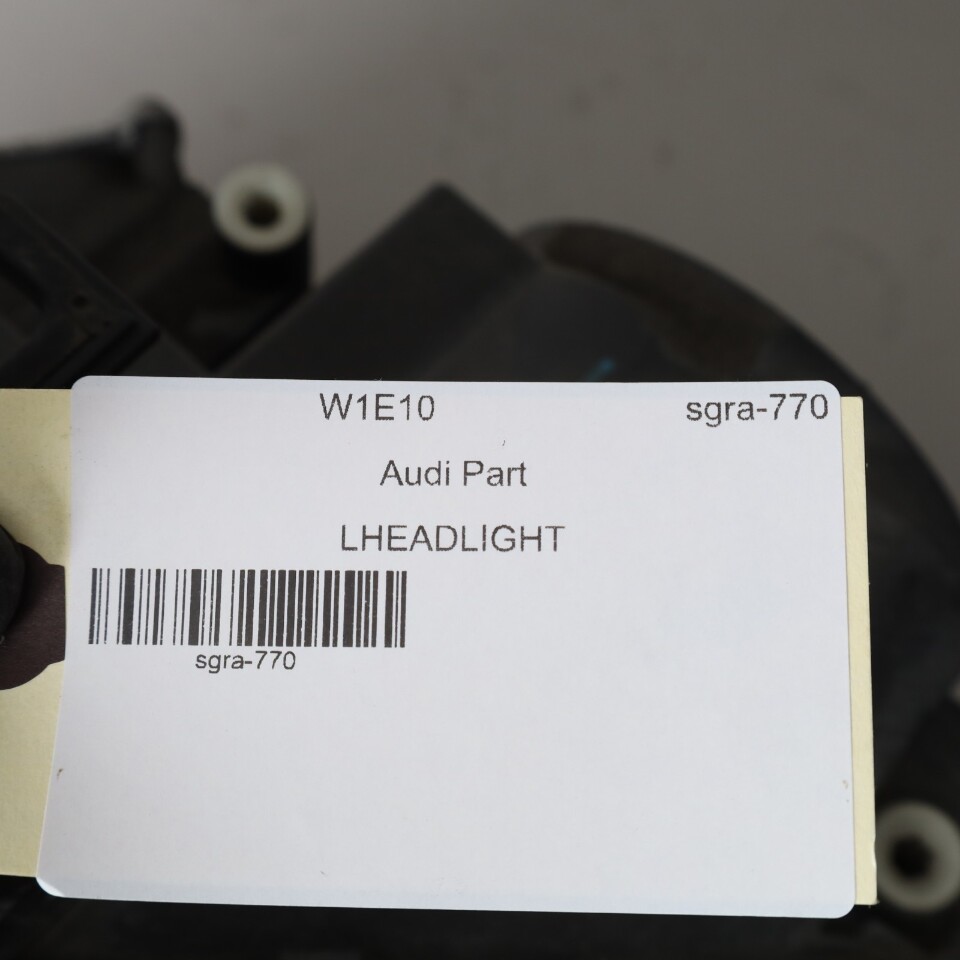 W1E10 sgra-770
Audi Part
LHEADLIGHT
sgra-770